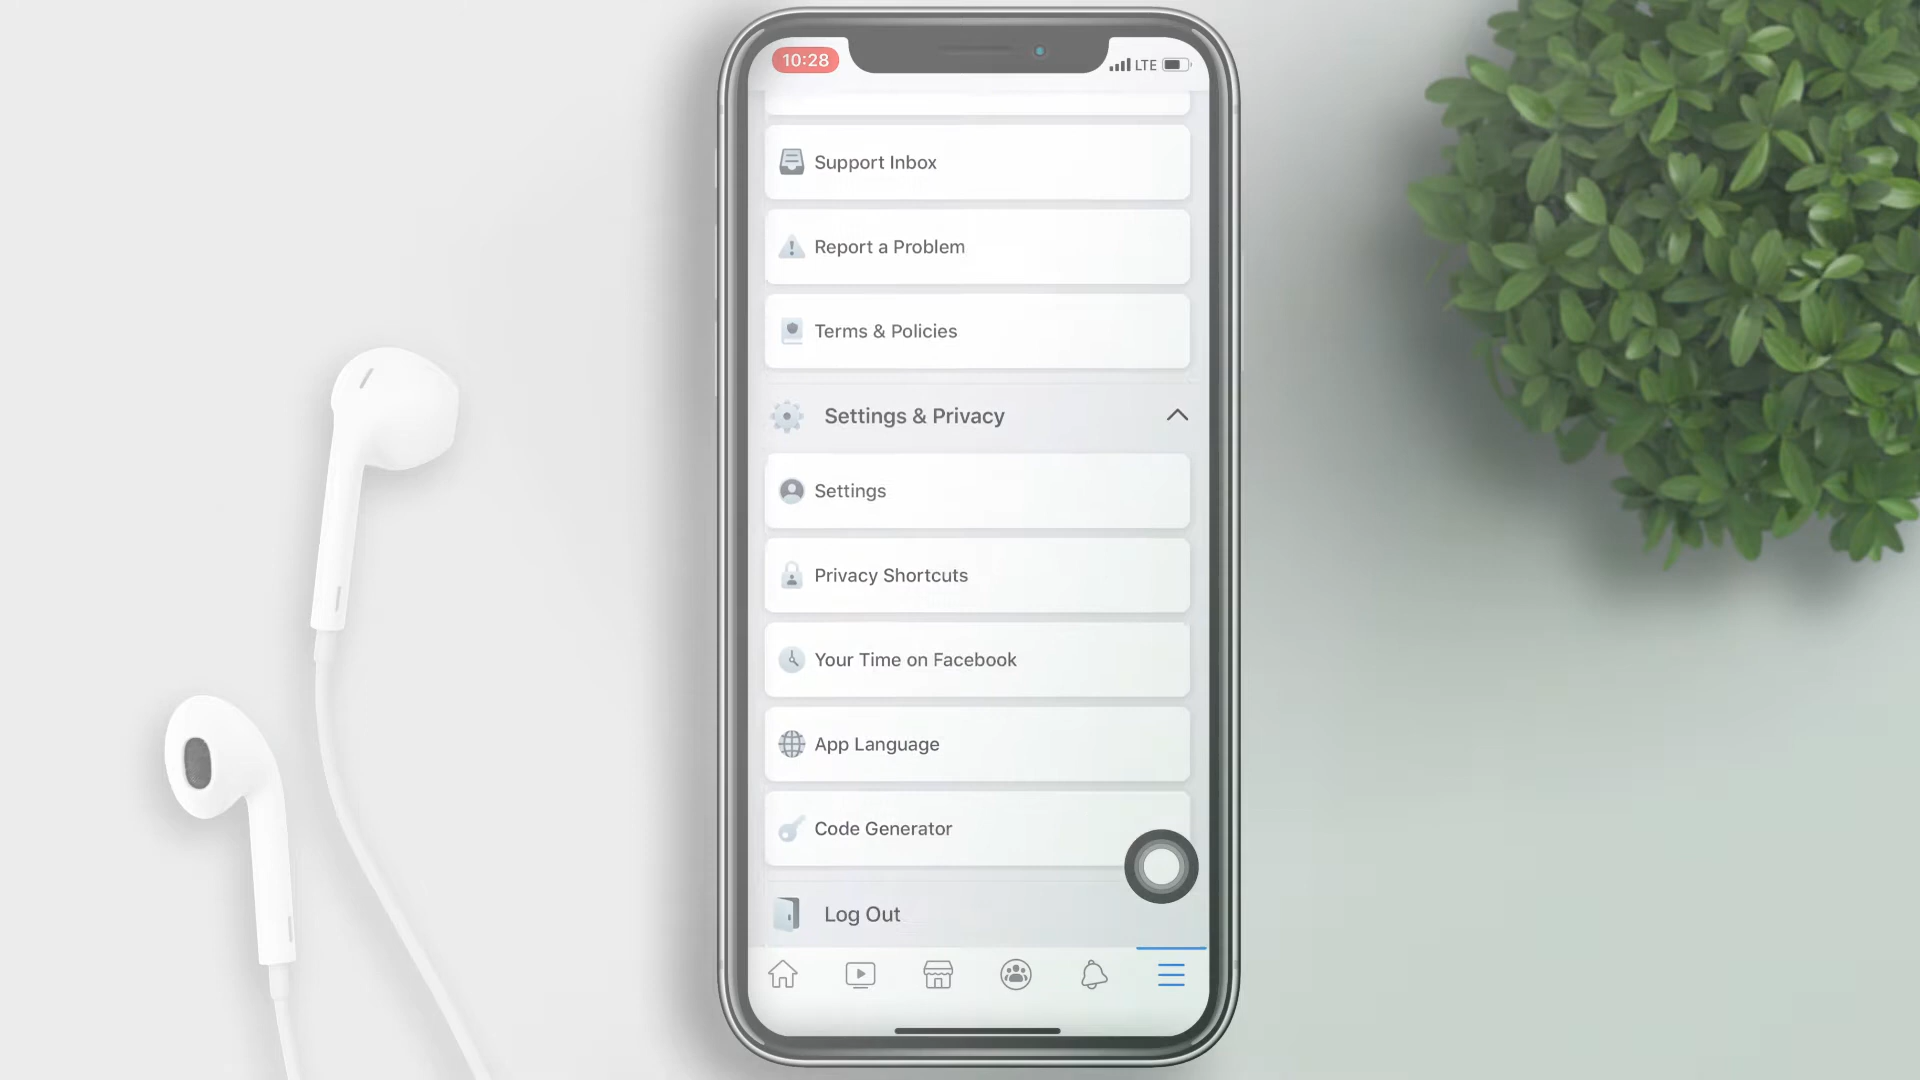 10:28
LTE
Support Inbox
Report a Problem
Terms & Policies
Settings & Privacy
Settings
Privacy Shortcuts
Your Time on Facebook
App Language
Code Generator
Log Out